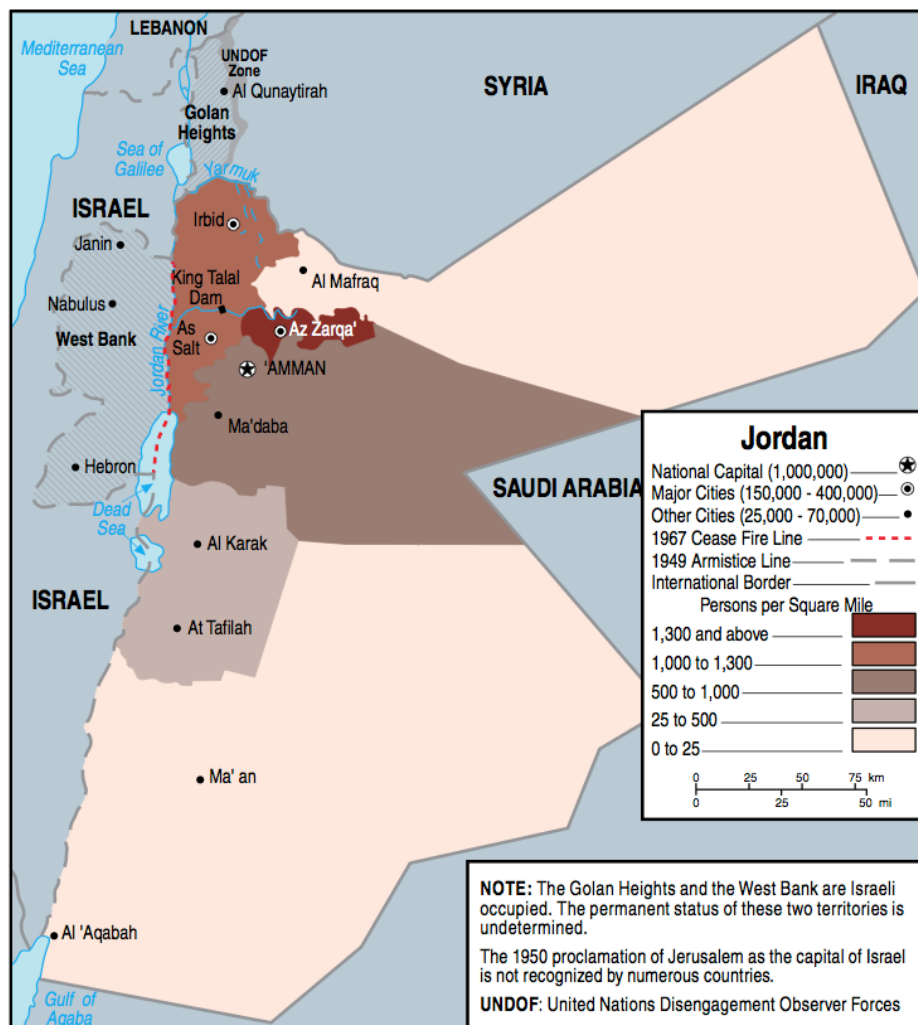 LEBANON
Mediterranean
Sea
UNDOF
Zone
Al Qunaytirah
SYRIA
IRAQ
Golan
Heights
Sea of
Galilee
Yarmuk
ISRAEL
Irbid
Janin
Al Mafraq
King Talal
Dam
Nabulus
West Bank
Jordan River
As
Salt
Az Zarqa'
'AMMAN
Ma'daba
Hebron
SAUDI ARABIA
Dead
Sea
Al Karak
ISRAEL
At Tafilah
Ma' an
Al 'Aqabah
Gulf of
Aqaba
Jordan
National Capital (1,000,000)
Major Cities (150,000 - 400,000)
Other Cities (25,000 - 70,000)
1967 Cease Fire Line
1949 Armistice Line
International Border
Persons per Square Mile
1,300 and above
1,000 to 1,300
500 to 1,000
25 to 500
0 to 25
0 25 50 75 km
0 25 50 mi
NOTE: The Golan Heights and the West Bank are Israeli
occupied. The permanent status of these two territories is
undetermined.
The 1950 proclamation of Jerusalem as the capital of Israel
is not recognized by numerous countries.
UNDOF: United Nations Disengagement Observer Forces